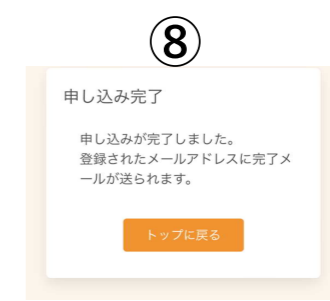 ⑧
申し込み完了
申し込みが完了しました。
登録されたメールアドレスに完了メ
ールが送られます。
トップに戻る